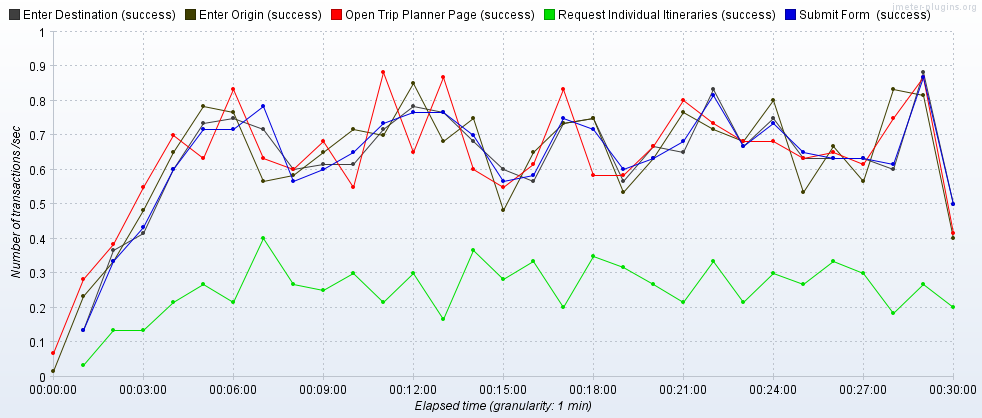 Enter Destination (success) Enter Origin (success) Open Trip Planner Page (success) Request Individual Itineraries (success) Submit Form (success)
jmeter-plugins.org
1
0.9
0.8
0.7
0.6
0.5
0.4
0.3
0.2
0.1
0
Number of transactions /sec
00:00:00 00:03:00 00:06:00 00:09:00 00:12:00 00:15:00 00:18:00 00:21:00 00:24:00 00:27:00 00:30:00
Elapsed time (granularity: 1 min)